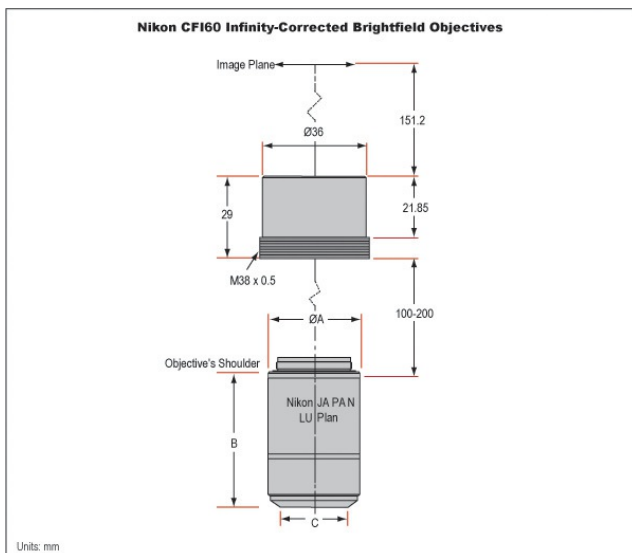 Nikon CFI60 Infinity-Corrected Brightfield Objectives
Image Plane
151.2
Ø36
29
21.85
M38 x 0.5
100-200
ØA
Objective's Shoulder
Nikon JAPAN
LU Plan
B
C
Units: mm